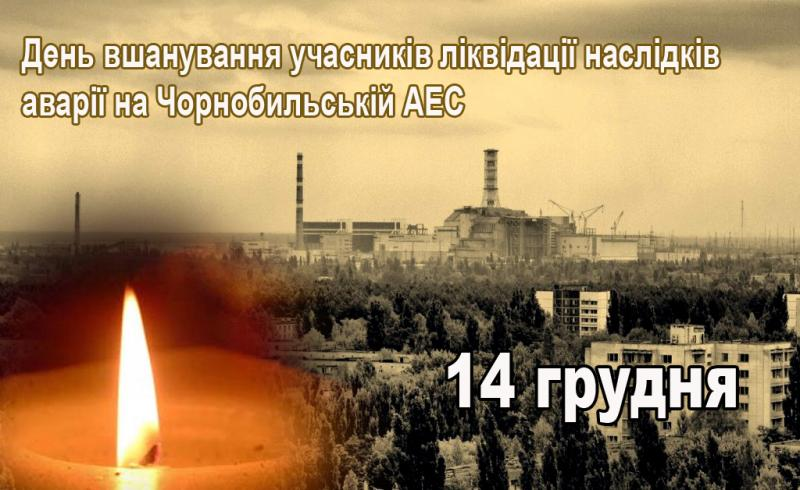 День вшанування учасників ліквідації наслідків
аварії на Чорнобильській АЕС
14 грудня